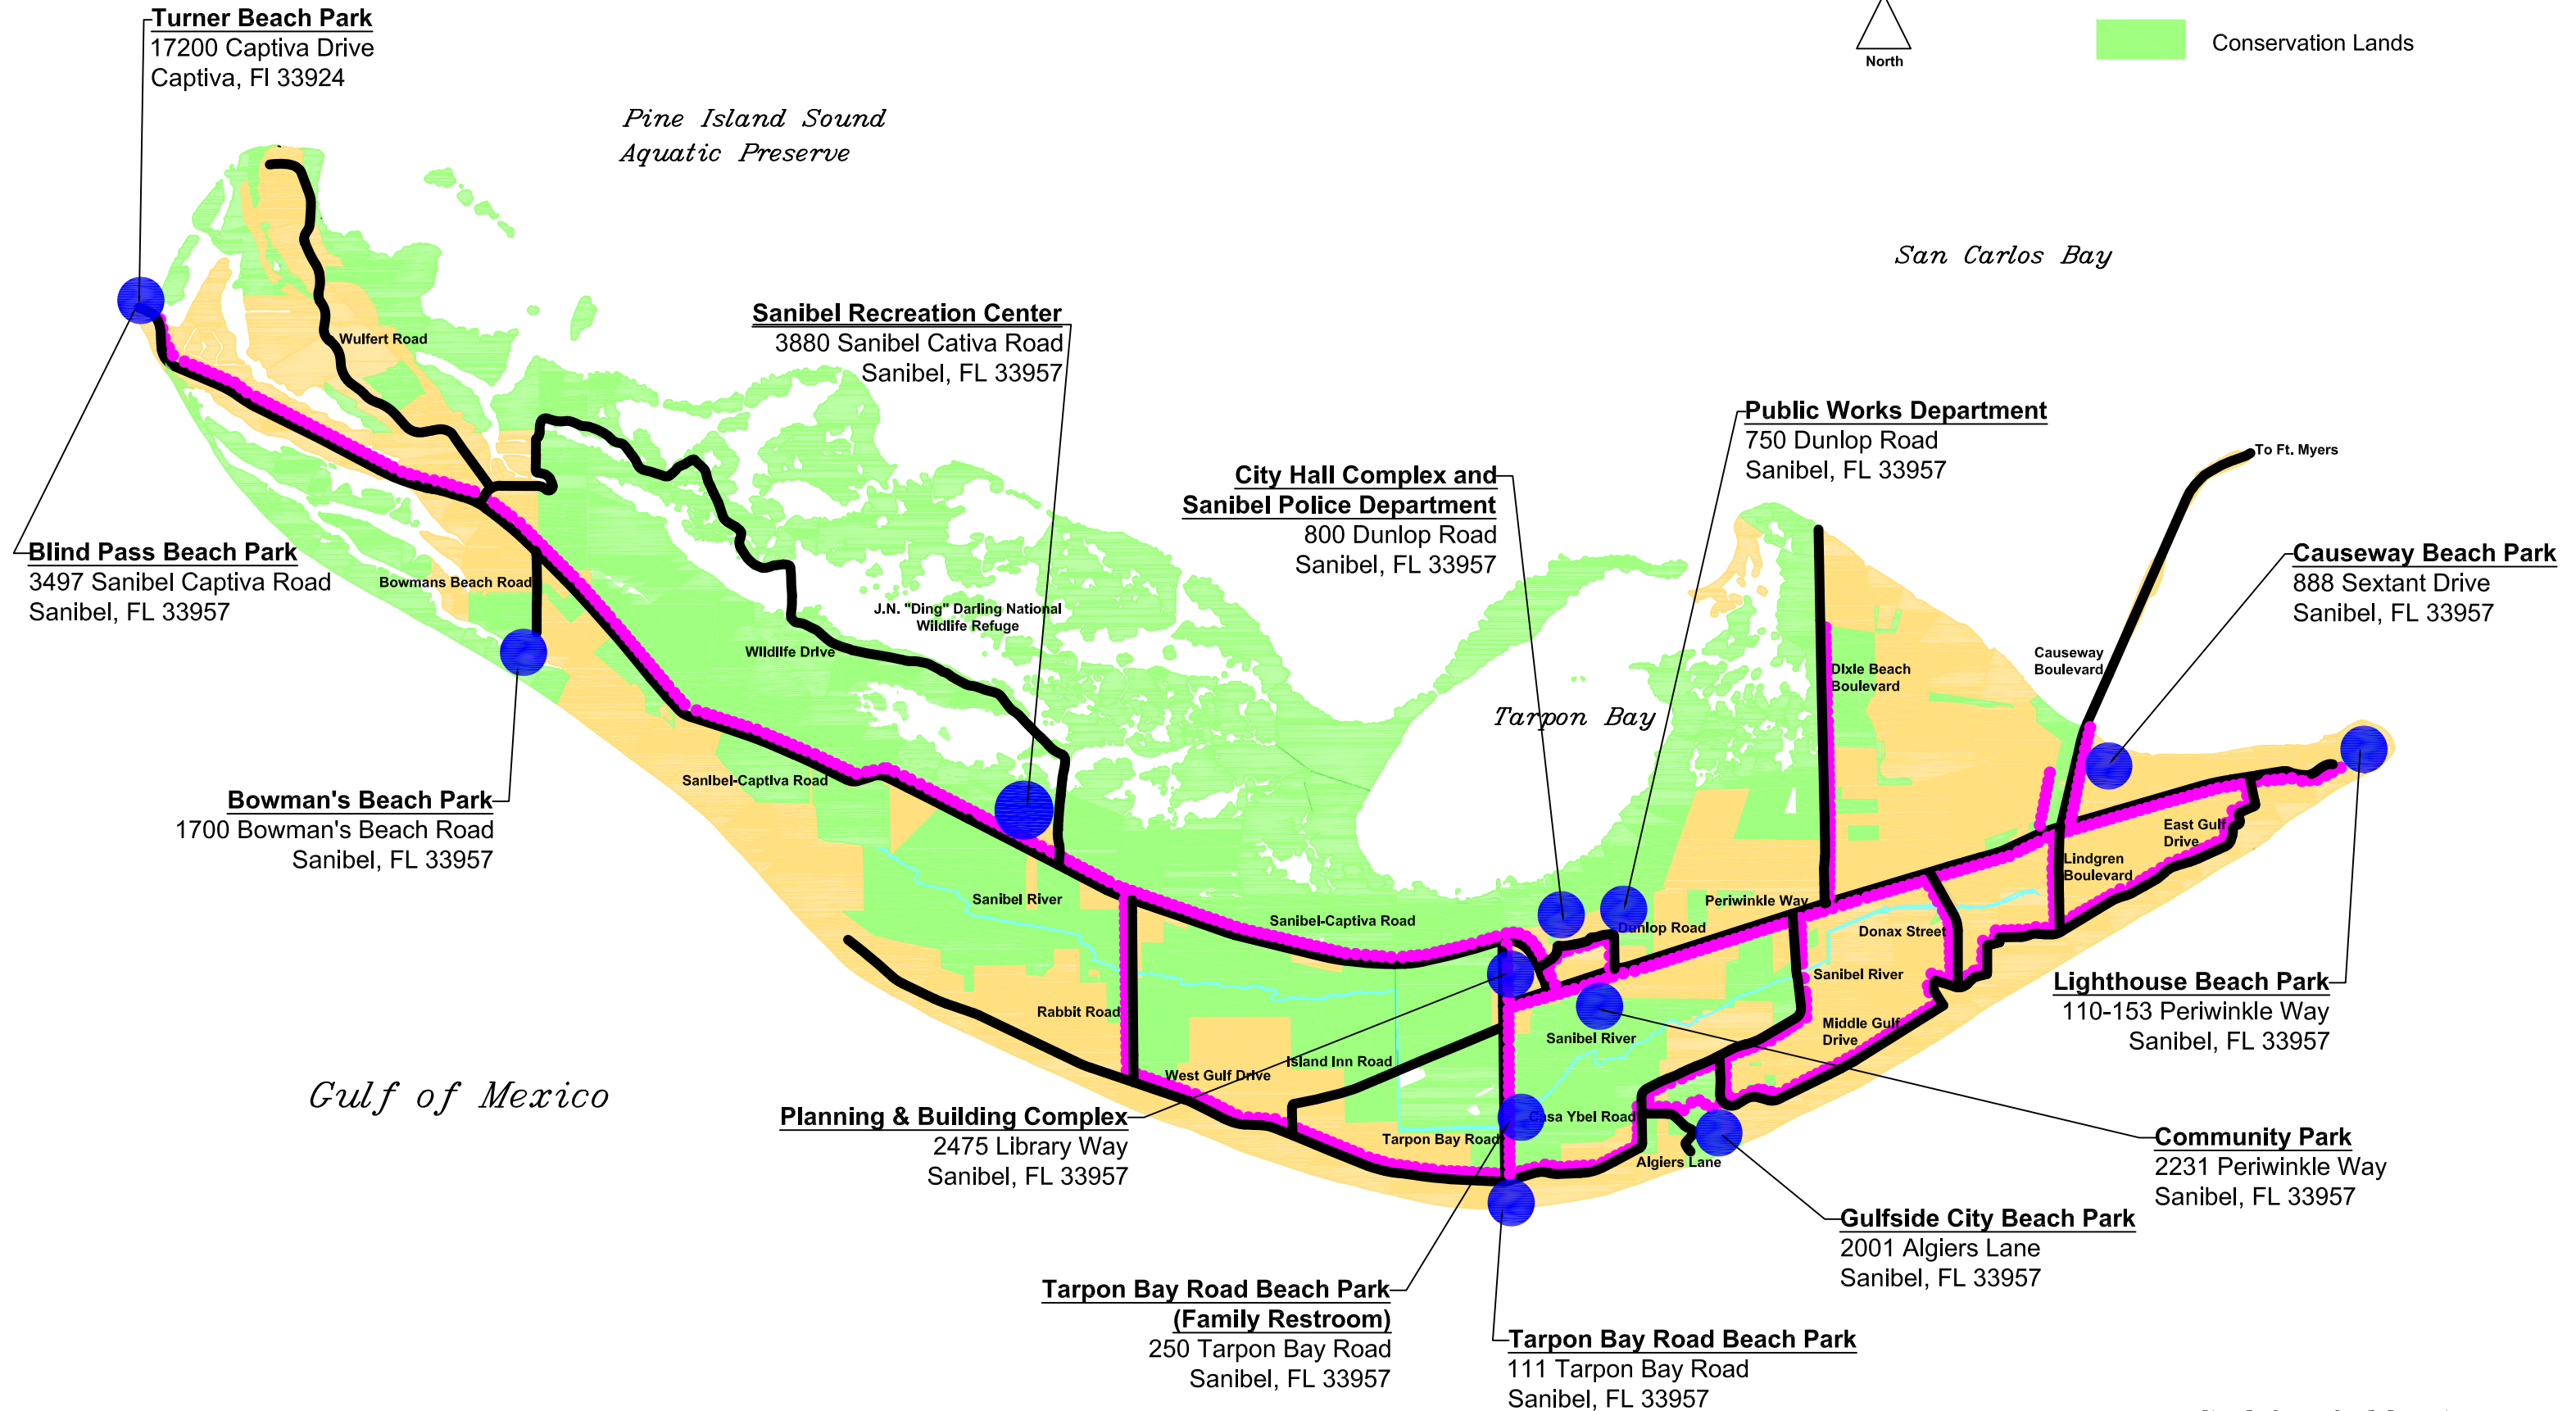 Turner Beach Park
17200 Captiva Drive
Captiva, Fl 33924
North
Conservation Lands
Pine Island Sound
Aquatic Preserve
San Carlos Bay
Sanibel Recreation Center
3880 Sanibel Cativa Road
Sanibel, FL 33957
Wulfert Road
Public Works Department
750 Dunlop Road
Sanibel, FL 33957
To Ft. Myers
City Hall Complex and
Sanibel Police Department
800 Dunlop Road
Sanibel, FL 33957
Blind Pass Beach Park
3497 Sanibel Captiva Road
Sanibel, FL 33957
Causeway Beach Park
888 Sextant Drive
Sanibel, FL 33957
Bowmans Beach Road
J.N. "Ding" Darling National
Wildlife Refuge
Wildlife Drive
Causeway
Boulevard
Dixie Beach
Boulevard
Tarpon Bay
Sanibel-Captiva Road
Bowman's Beach Park
1700 Bowman's Beach Road
Sanibel, FL 33957
East Gulf
Drive
Lindgren
Boulevard
Sanibel River
Sanibel-Captiva Road
Periwinkle Way
Dunlop Road
Donax Street
Sanibel River
Lighthouse Beach Park
110-153 Periwinkle Way
Sanibel, FL 33957
Rabbit Road
Middle Gulf
Drive
Sanibel River
Island Inn Road
West Gulf Drive
Gulf of Mexico
Planning & Building Complex
2475 Library Way
Sanibel, FL 33957
Casa Ybel Road
Tarpon Bay Road
Algiers Lane
Community Park
2231 Periwinkle Way
Sanibel, FL 33957
Gulfside City Beach Park
2001 Algiers Lane
Sanibel, FL 33957
Tarpon Bay Road Beach Park
(Family Restroom)
250 Tarpon Bay Road
Sanibel, FL 33957
Tarpon Bay Road Beach Park
111 Tarpon Bay Road
Sanibel, FL 33957